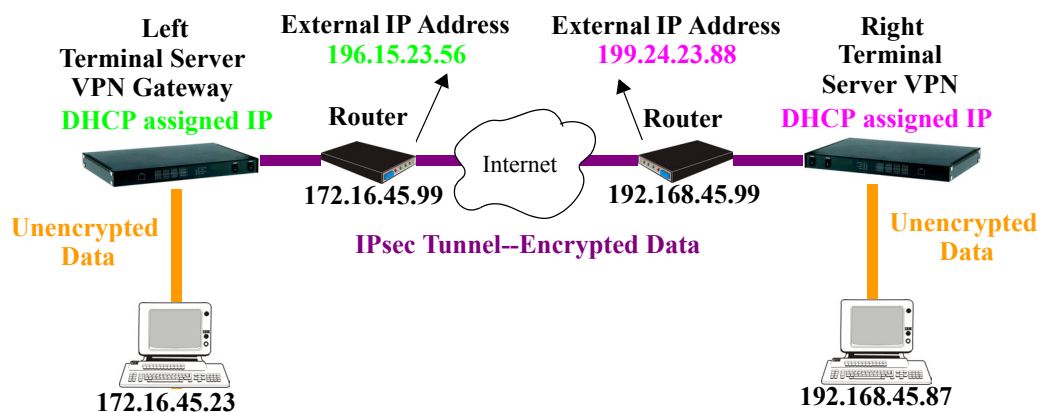 Left
Terminal Server
VPN Gateway
DHCP assigned IP
External IP Address
196.15.23.56
External IP Address
199.24.23.88
Right
Terminal
Server VPN
DHCP assigned IP
Router
Router
Internet
172.16.45.99
192.168.45.99
IPsec Tunnel--Encrypted Data
Unencrypted
Data
Unencrypted
Data
172.16.45.23
192.168.45.87